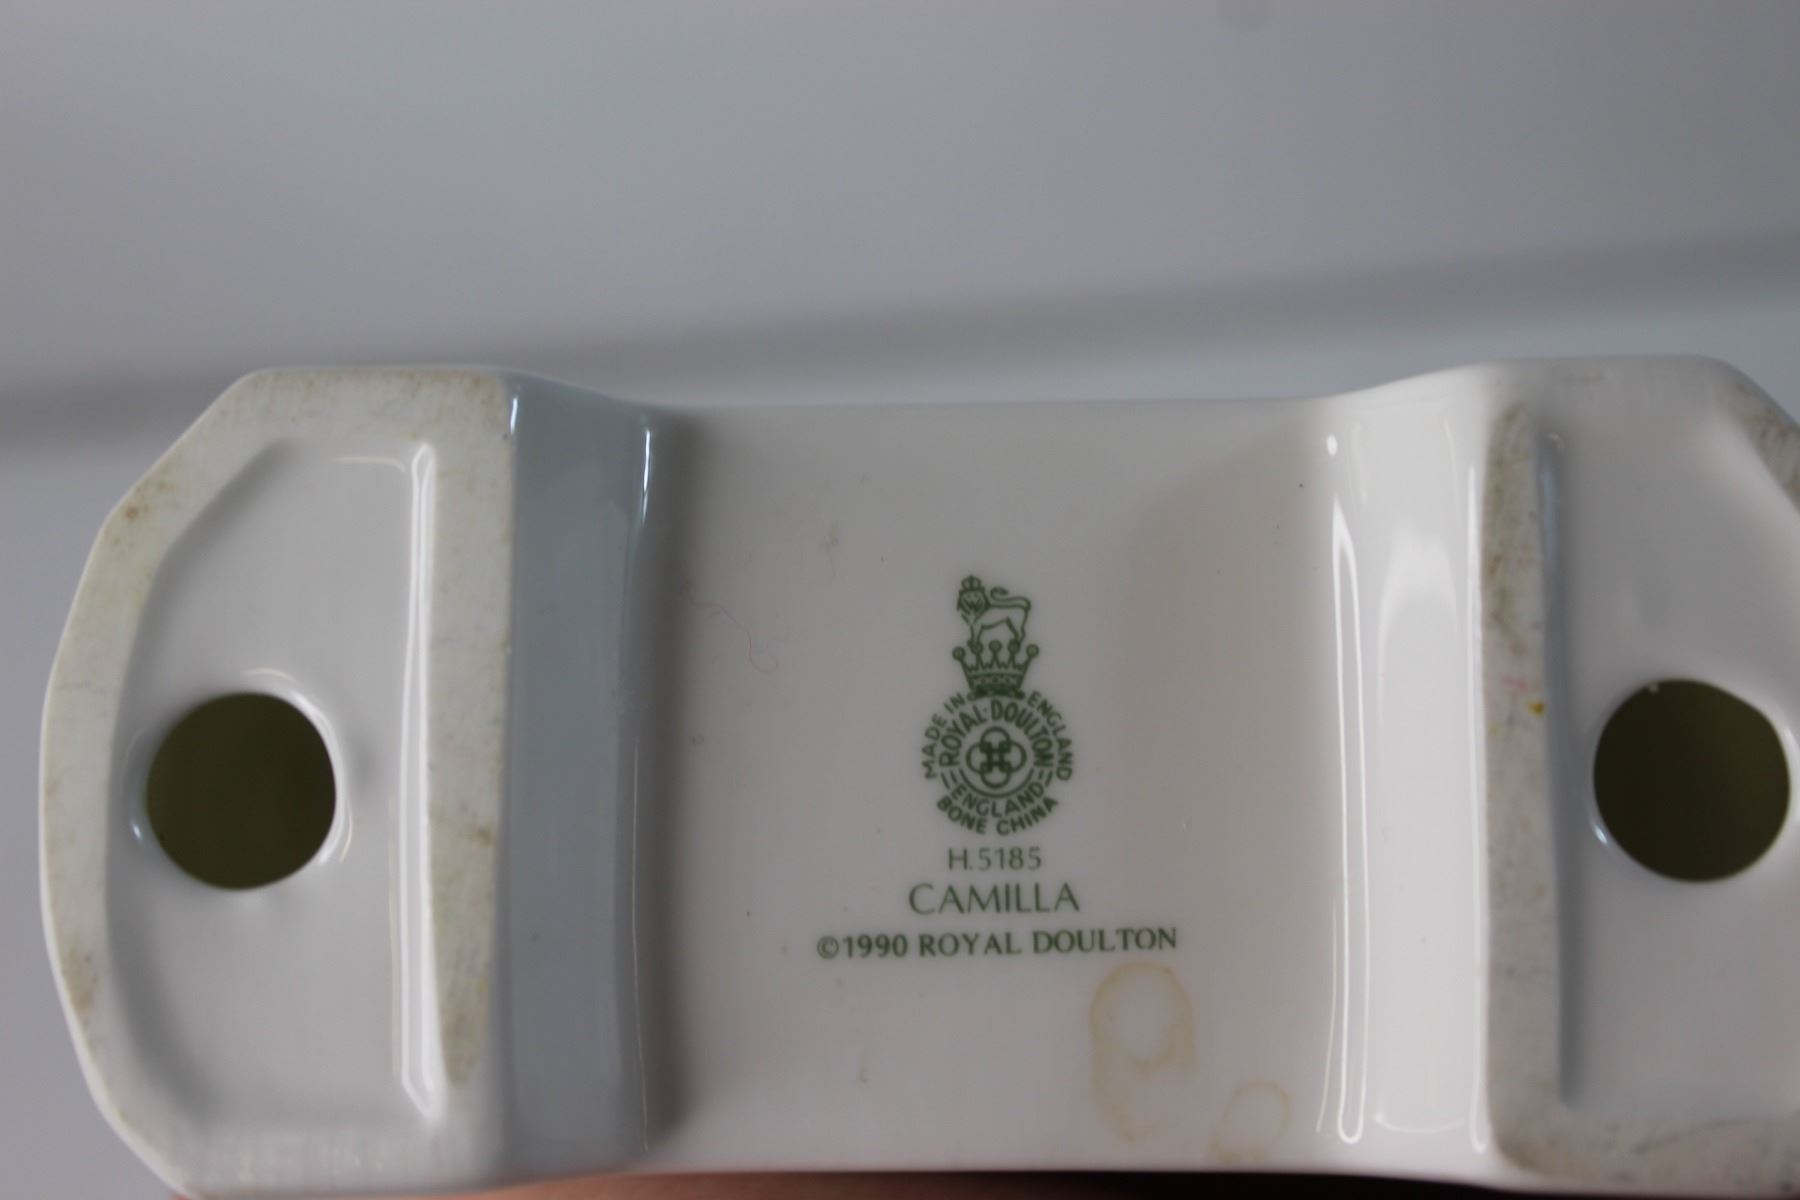 MADE IN ENGLAND
ROYAL DOULTON
ENGLAND
BONE CHINA
H.5185
CAMILLA
©1990 ROYAL DOULTON